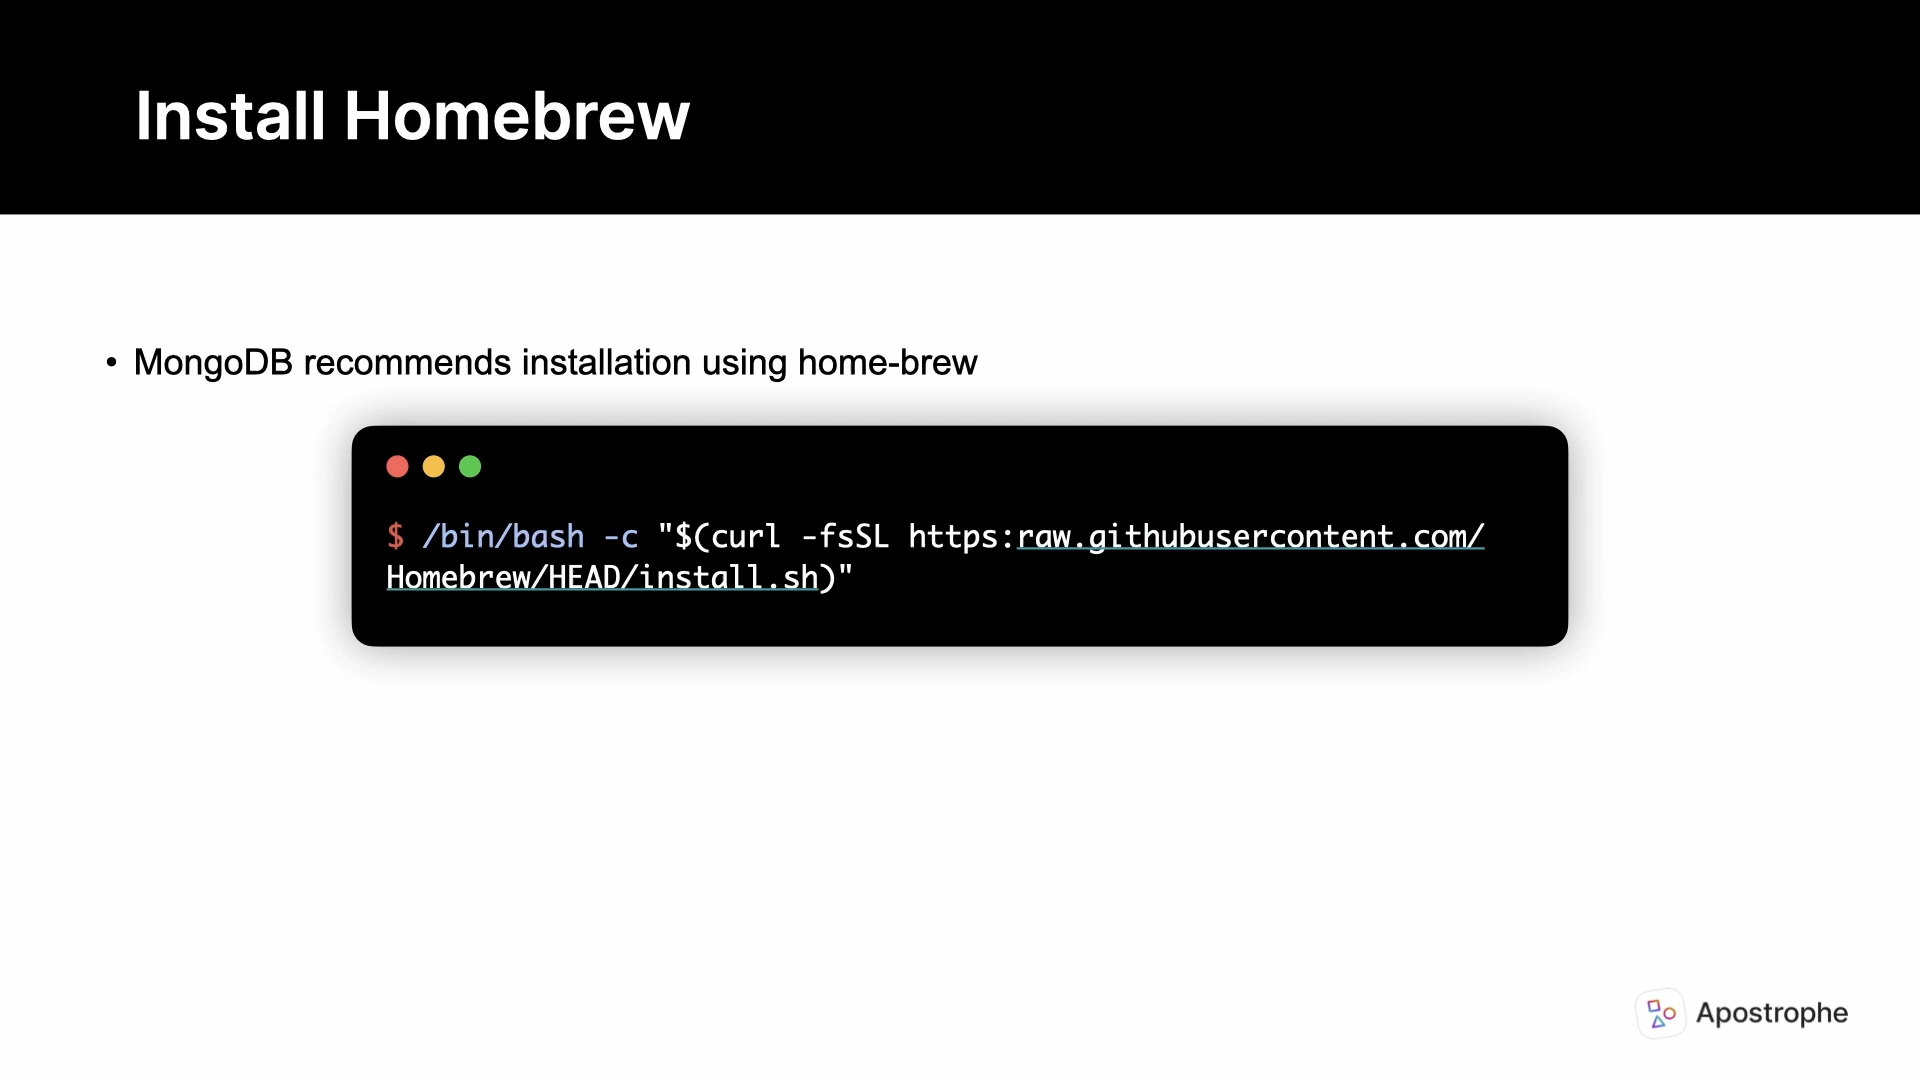 Install Homebrew
• MongoDB recommends installation using home-brew
$ /bin/bash -c "$(curl -fsSL https:raw.githubusercontent.com/
Homebrew/HEAD/install.sh)"
Apostrophe